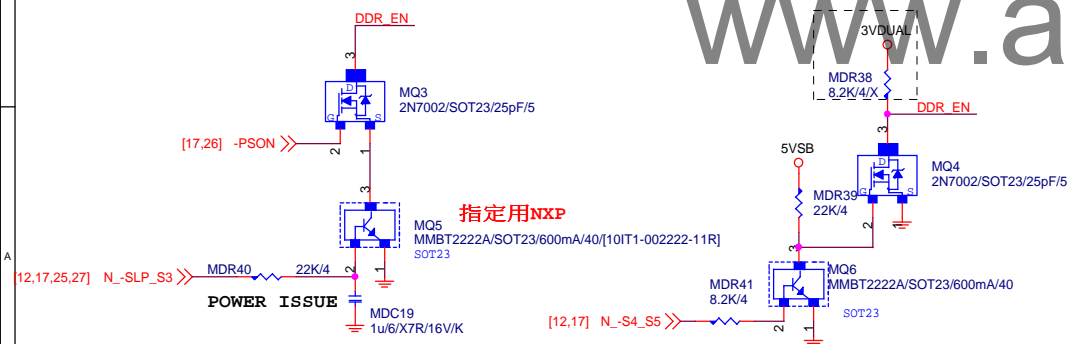 www.a
DDR_EN
3
D
G
S
MQ3
2N7002/SOT23/25pF/5
[17,26] -PSON
2
1
3
指定用NXP
MQ5
MMBT2222A/SOT23/600mA/40/[10IT1-002222-11R]
SOT23
[12,17,25,27] N_-SLP_S3
MDR40
22K/4
2
1
POWER ISSUE
MDC19
1u/6/X7R/16V/K
A
3VDUAL
MDR38
8.2K/4/X
DDR_EN
3
5VSB
D
G
S
MQ4
2N7002/SOT23/25pF/5
MDR39
22K/4
2
1
3
MQ6
MMBT2222A/SOT23/600mA/40
SOT23
MDR41
8.2K/4
[12,17] N_-S4_S5
2
1